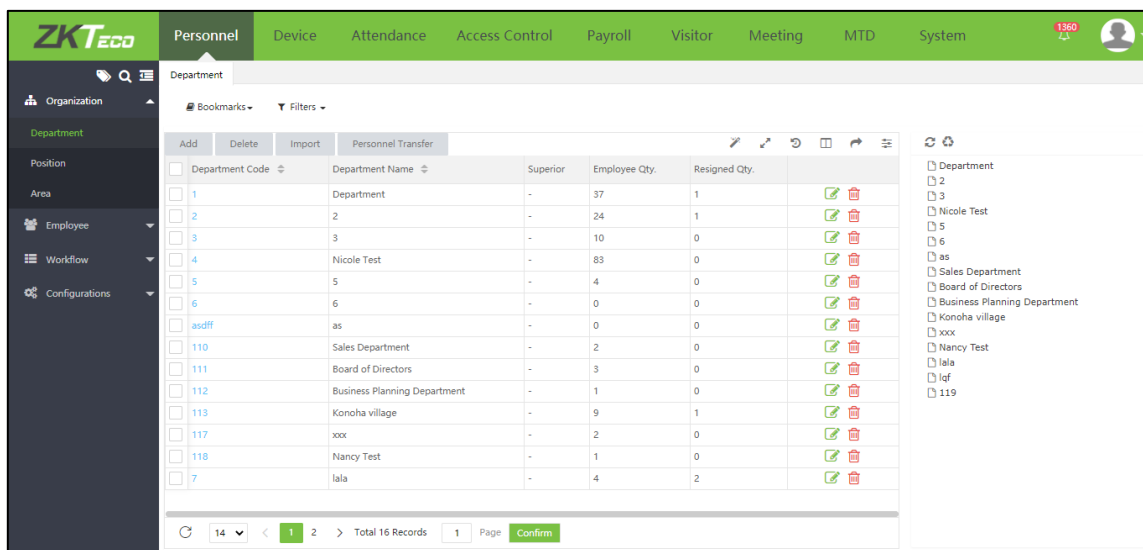 ZKTeco Personnel Device Attendance Access Control Payroll Visitor Meeting MTD System 1360
Department
Organization
Bookmarks Filters
Department
Position
Area
Employee
Workflow
Configurations
Add Delete Import Personnel Transfer
Department Code Department Name Superior Employee Qty. Resigned Qty.
1 Department - 37 1
2 2 - 24 1
3 3 - 10 0
4 Nicole Test - 83 0
5 5 - 4 0
6 6 - 0 0
asdff as - 0 0
110 Sales Department - 2 0
111 Board of Directors - 3 0
112 Business Planning Department - 1 0
113 Konoha village - 9 1
117 xxx - 2 0
118 Nancy Test - 1 0
7 lala - 4 2
14 < 1 2 > Total 16 Records 1 Page Confirm
Department
2
3
Nicole Test
5
6
as
Sales Department
Board of Directors
Business Planning Department
Konoha village
xxx
Nancy Test
lala
lqf
119